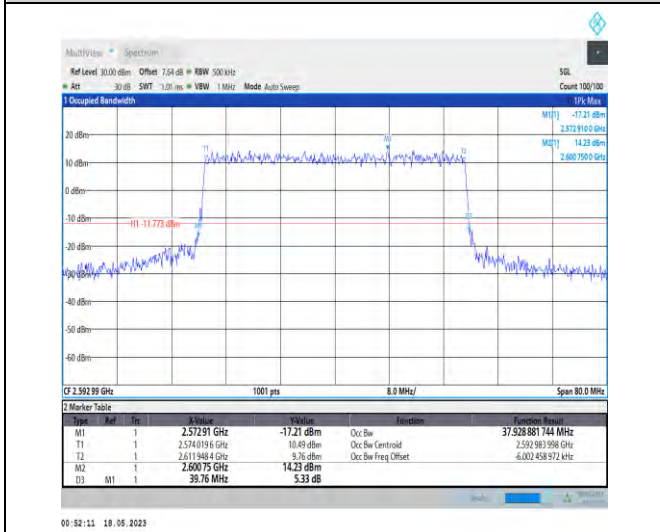 MultiView Spectrum
Ref Level 30.00 dBm Offset 7.64 dB RBW 500 kHz SGL
Att 30 dB SWT 1.01 ms VBW 1 MHz Mode Auto Sweep Count 100/100
1 Occupied Bandwidth 1Pk Max
M1[1] -17.21 dBm
2.572910 0 GHz
M2[1] 14.23 dBm
2.600 750 0 GHz
20 dBm
T1 M2 T2
10 dBm
0 dBm
-10 dBm
H1 -11.773 dBm
-20 dBm
-30 dBm
-40 dBm
-50 dBm
-60 dBm
CF 2.592 99 GHz 1001 pts 8.0 MHz/ Span 80.0 MHz
2 Marker Table
Type Ref Trc X-Value Y-Value Function Function Result
M1 1 2.572 91 GHz -17.21 dBm Occ Bw 37.928 881 744 MHz
T1 1 2.574 019 6 GHz 10.49 dBm Occ Bw Centroid 2.592 983 998 GHz
T2 1 2.611 948 4 GHz 9.76 dBm Occ Bw Freq Offset -6.002 458 972 kHz
M2 1 2.600 75 GHz 14.23 dBm
D3 M1 1 39.76 MHz 5.33 dB
00:52:11 18.05.2023